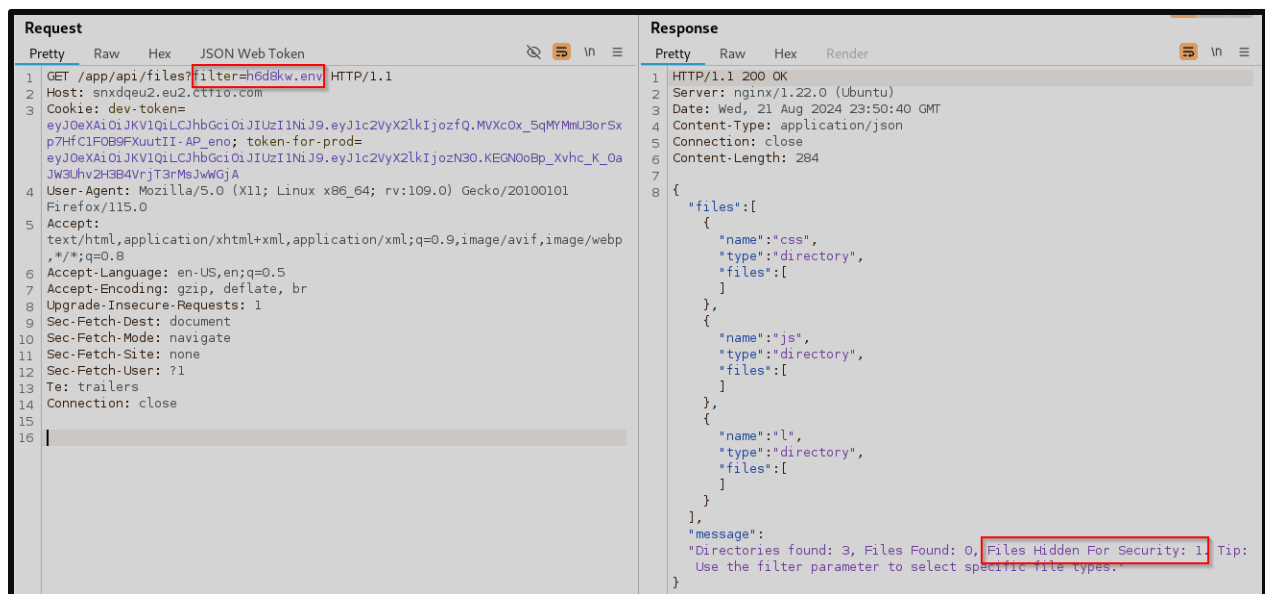 Request
Pretty Raw Hex JSON Web Token \n
1 GET /app/api/files?filter=h6d8kw.env HTTP/1.1
2 Host: snxdqeu2.eu2.ctfio.com
3 Cookie: dev-token=
eyJ0eXAiOiJKV1QiLCJhbGciOiJIUzI1NiJ9.eyJ1c2VyX2lkIjozfQ.MVXcOx_5qMYMmU3orSx
p7HfC1FOB9FXuutII-AP_eno; token-for-prod=
eyJ0eXAiOiJKV1QiLCJhbGciOiJIUzI1NiJ9.eyJ1c2VyX2lkIjozN30.KEGNOoBp_Xvhc_K_Oa
JW3Uhv2H3B4VrjT3rMsJwWGjA
4 User-Agent: Mozilla/5.0 (X11; Linux x86_64; rv:109.0) Gecko/20100101
Firefox/115.0
5 Accept:
text/html,application/xhtml+xml,application/xml;q=0.9,image/avif,image/webp
,*/*;q=0.8
6 Accept-Language: en-US,en;q=0.5
7 Accept-Encoding: gzip, deflate, br
8 Upgrade-Insecure-Requests: 1
9 Sec-Fetch-Dest: document
10 Sec-Fetch-Mode: navigate
11 Sec-Fetch-Site: none
12 Sec-Fetch-User: ?1
13 Te: trailers
14 Connection: close
15
16
Response
Pretty Raw Hex Render \n
1 HTTP/1.1 200 OK
2 Server: nginx/1.22.0 (Ubuntu)
3 Date: Wed, 21 Aug 2024 23:50:40 GMT
4 Content-Type: application/json
5 Connection: close
6 Content-Length: 284
7
8 {
"files":[
{
"name":"css",
"type":"directory",
"files":[
]
},
{
"name":"js",
"type":"directory",
"files":[
]
},
{
"name":"l",
"type":"directory",
"files":[
]
}
],
"message":
"Directories found: 3, Files Found: 0, Files Hidden For Security: 1. Tip:
Use the filter parameter to select specific file types."
}